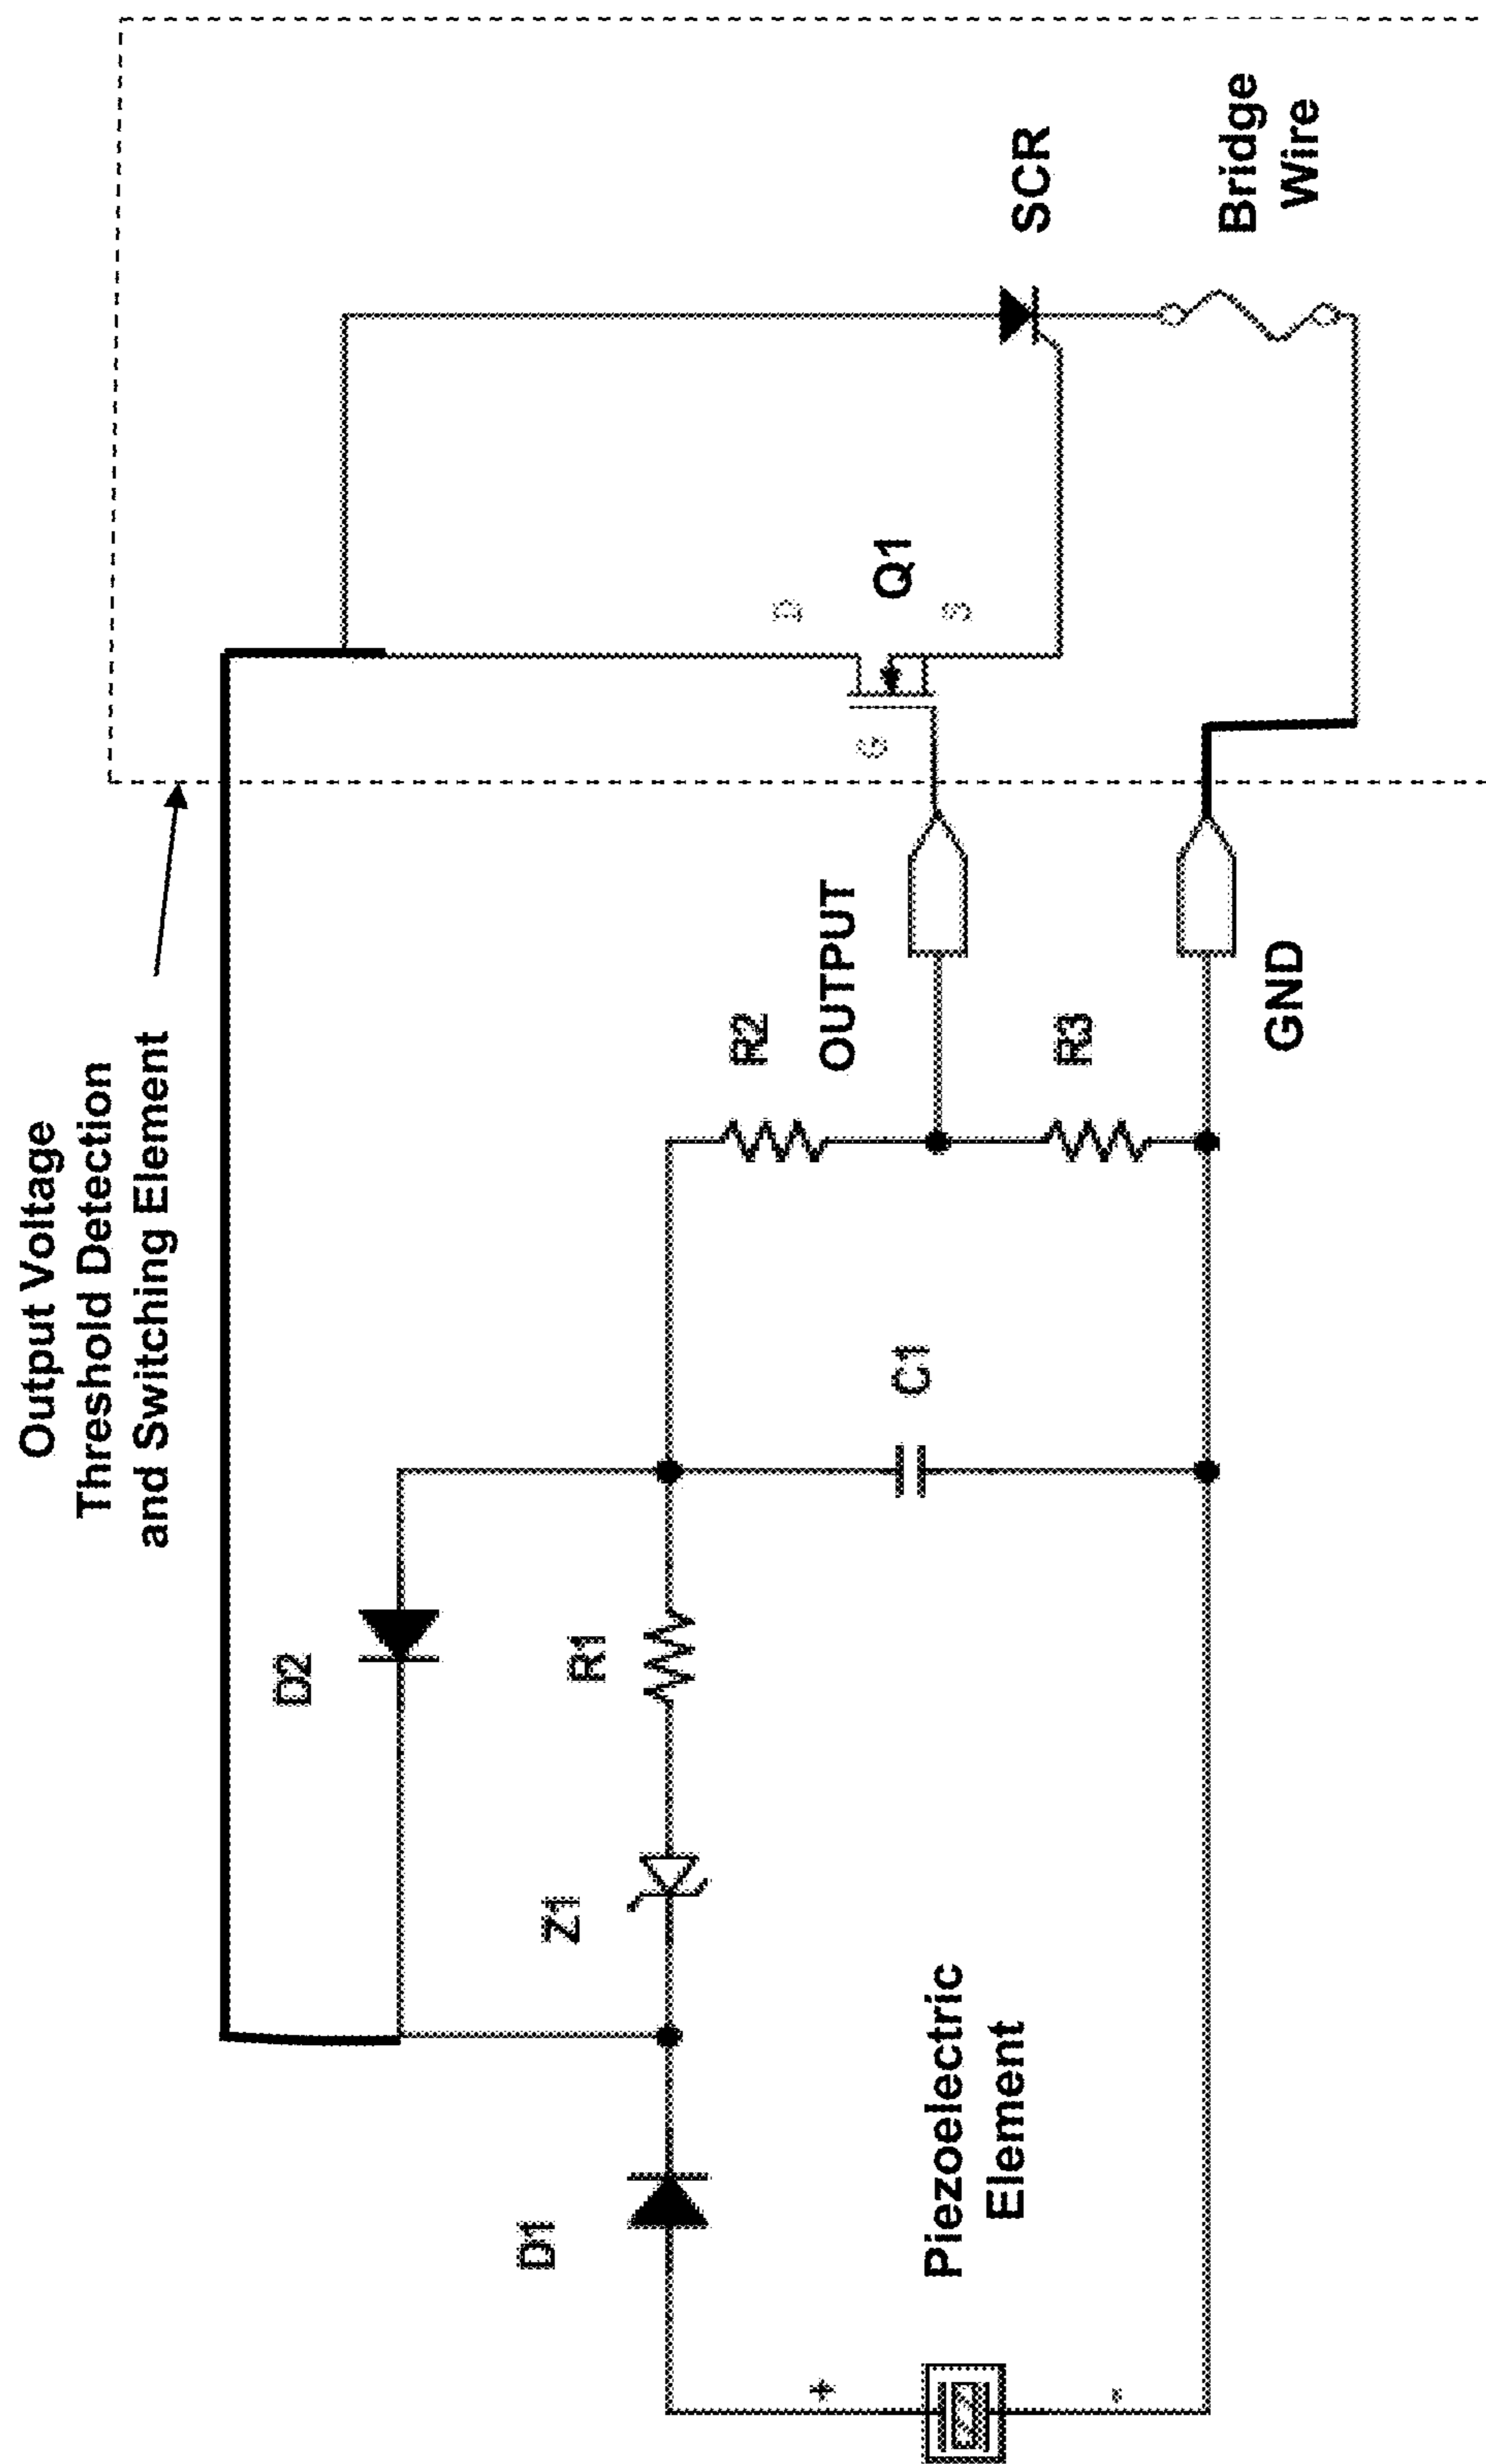 Output Voltage
Threshold Detection
and Switching Element
D2
D1
Z1
R1
C1
R2
R3
OUTPUT
GND
G
D
S
Q1
SCR
Bridge
Wire
Piezoelectric
Element
+
-